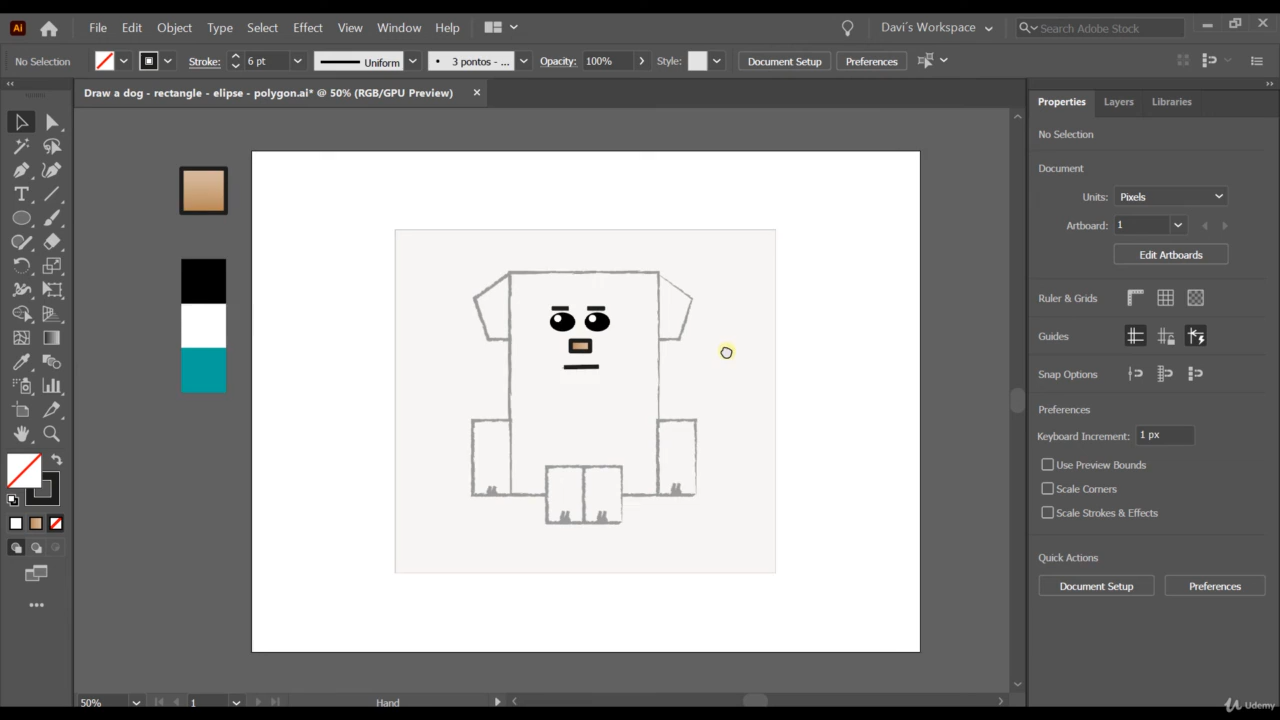 Ai File Edit Object Type Select Effect View Window Help Davi's Workspace Search Adobe Stock
No Selection Stroke: 6 pt Uniform 3 pontos - ... Opacity: 100% Style: Document Setup Preferences
Draw a dog - rectangle - elipse - polygon.ai* @ 50% (RGB/GPU Preview)
Properties Layers Libraries
No Selection
Document
Units: Pixels
Artboard: 1
Edit Artboards
Ruler & Grids
Guides
Snap Options
Preferences
Keyboard Increment: 1 px
Use Preview Bounds
Scale Corners
Scale Strokes & Effects
Quick Actions
Document Setup Preferences
50% 1 Hand
Udemy